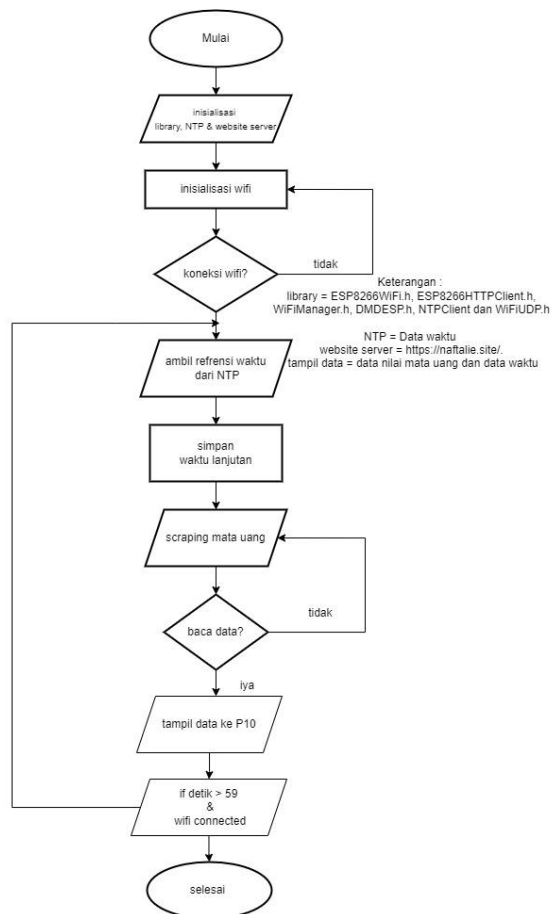 Mulai
inisialisasi
library, NTP & website server
inisialisasi wifi
koneksi wifi?
tidak
Keterangan :
library = ESP8266WiFi.h, ESP8266HTTPClient.h,
WiFiManager.h, DMDESP.h, NTPClient dan WiFiUDP.h
NTP = Data waktu
website server = https://naftalie.site/.
tampil data = data nilai mata uang dan data waktu
ambil refrensi waktu
dari NTP
simpan
waktu lanjutan
scraping mata uang
baca data?
tidak
iya
tampil data ke P10
if detik > 59
&
wifi connected
selesai